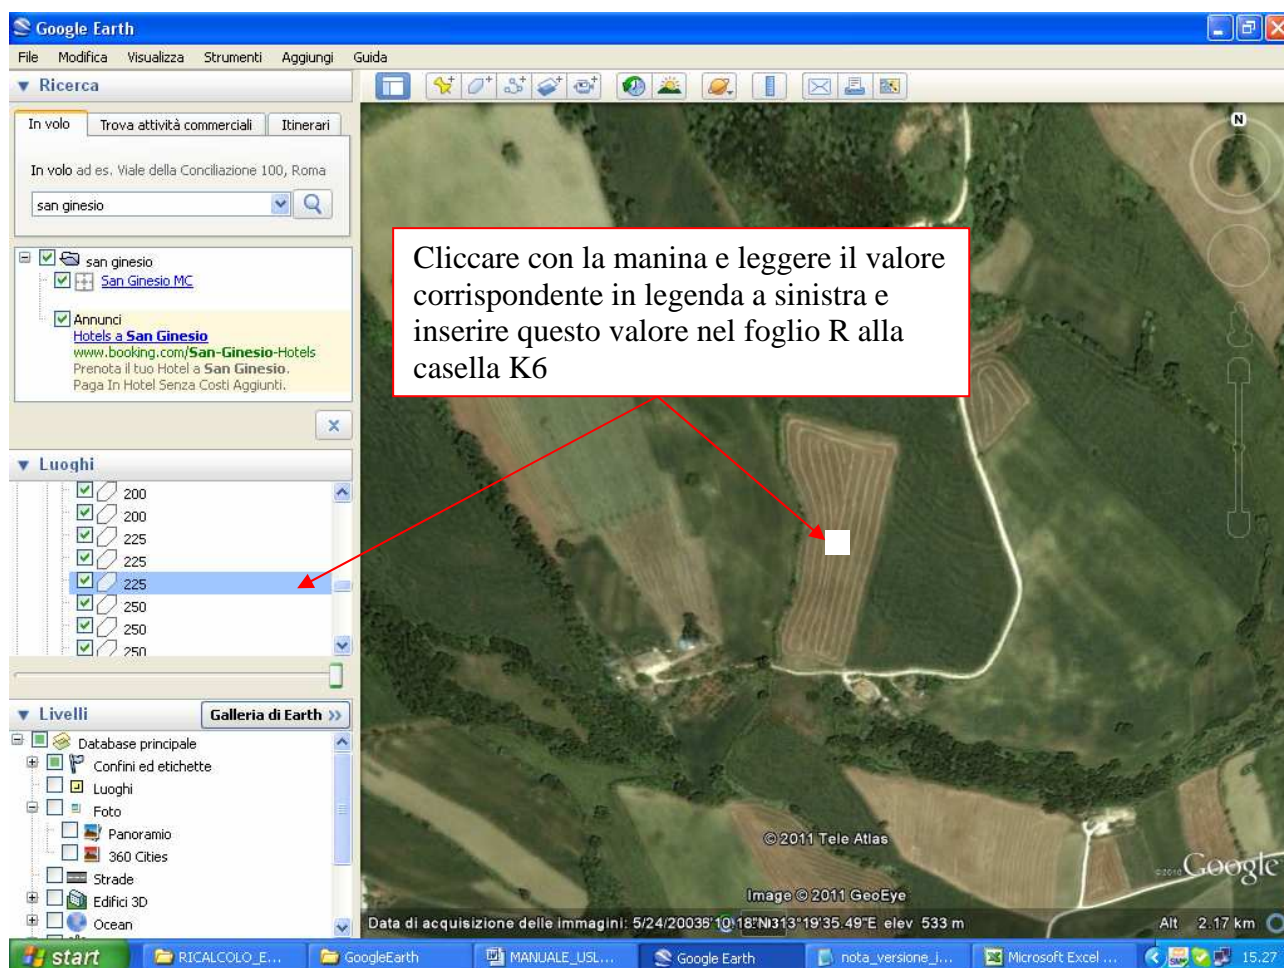 Google Earth
File Modifica Visualizza Strumenti Aggiungi Guida
Ricerca
In volo Trova attività commerciali Itinerari
In volo ad es. Viale della Conciliazione 100, Roma
san ginesio
san ginesio
San Ginesio MC
Annunci
Hotels a San Ginesio
www.booking.com/San-Ginesio-Hotels
Prenota il tuo Hotel a San Ginesio.
Paga In Hotel Senza Costi Aggiunti.
Luoghi
200
200
225
225
225
250
250
250
Livelli
Galleria di Earth »
Database principale
Confini ed etichette
Luoghi
Foto
Panoramio
360 Cities
Strade
Edifici 3D
Ocean
N
Cliccare con la manina e leggere il valore
corrispondente in legenda a sinistra e
inserire questo valore nel foglio R alla
casella K6
© 2011 Tele Atlas
Image © 2011 GeoEye
©2010 Google
Data di acquisizione delle immagini: 5/24/2003 13°19'35.49"E elev 533 m Alt 2.17 km
start RICALCOLO_E... GoogleEarth MANUALE_USL... Google Earth nota_versione_i... Microsoft Excel ... 15.27